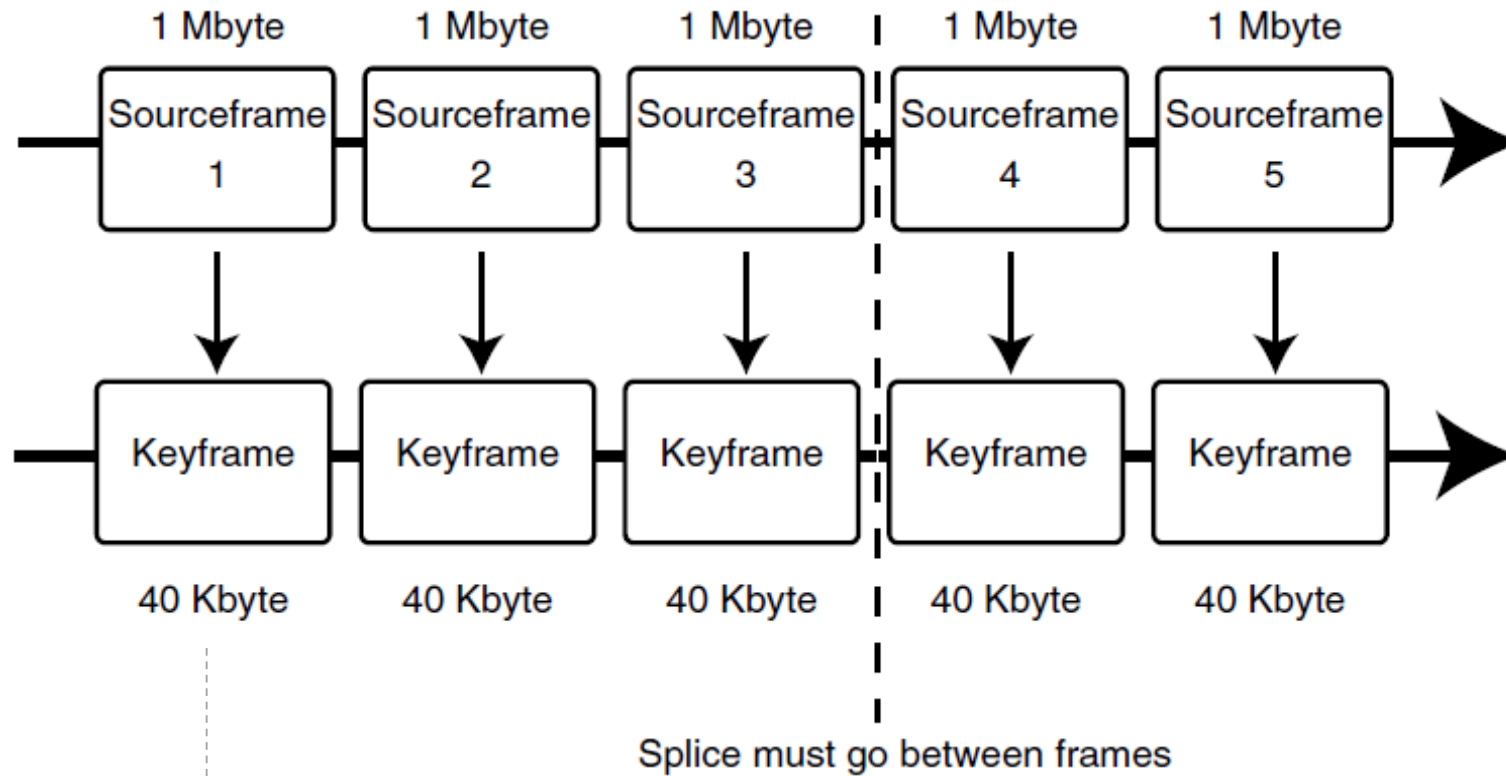 1 Mbyte 1 Mbyte 1 Mbyte 1 Mbyte 1 Mbyte
Sourceframe Sourceframe Sourceframe Sourceframe Sourceframe
1 2 3 4 5
Keyframe Keyframe Keyframe Keyframe Keyframe
40 Kbyte 40 Kbyte 40 Kbyte 40 Kbyte 40 Kbyte
Splice must go between frames